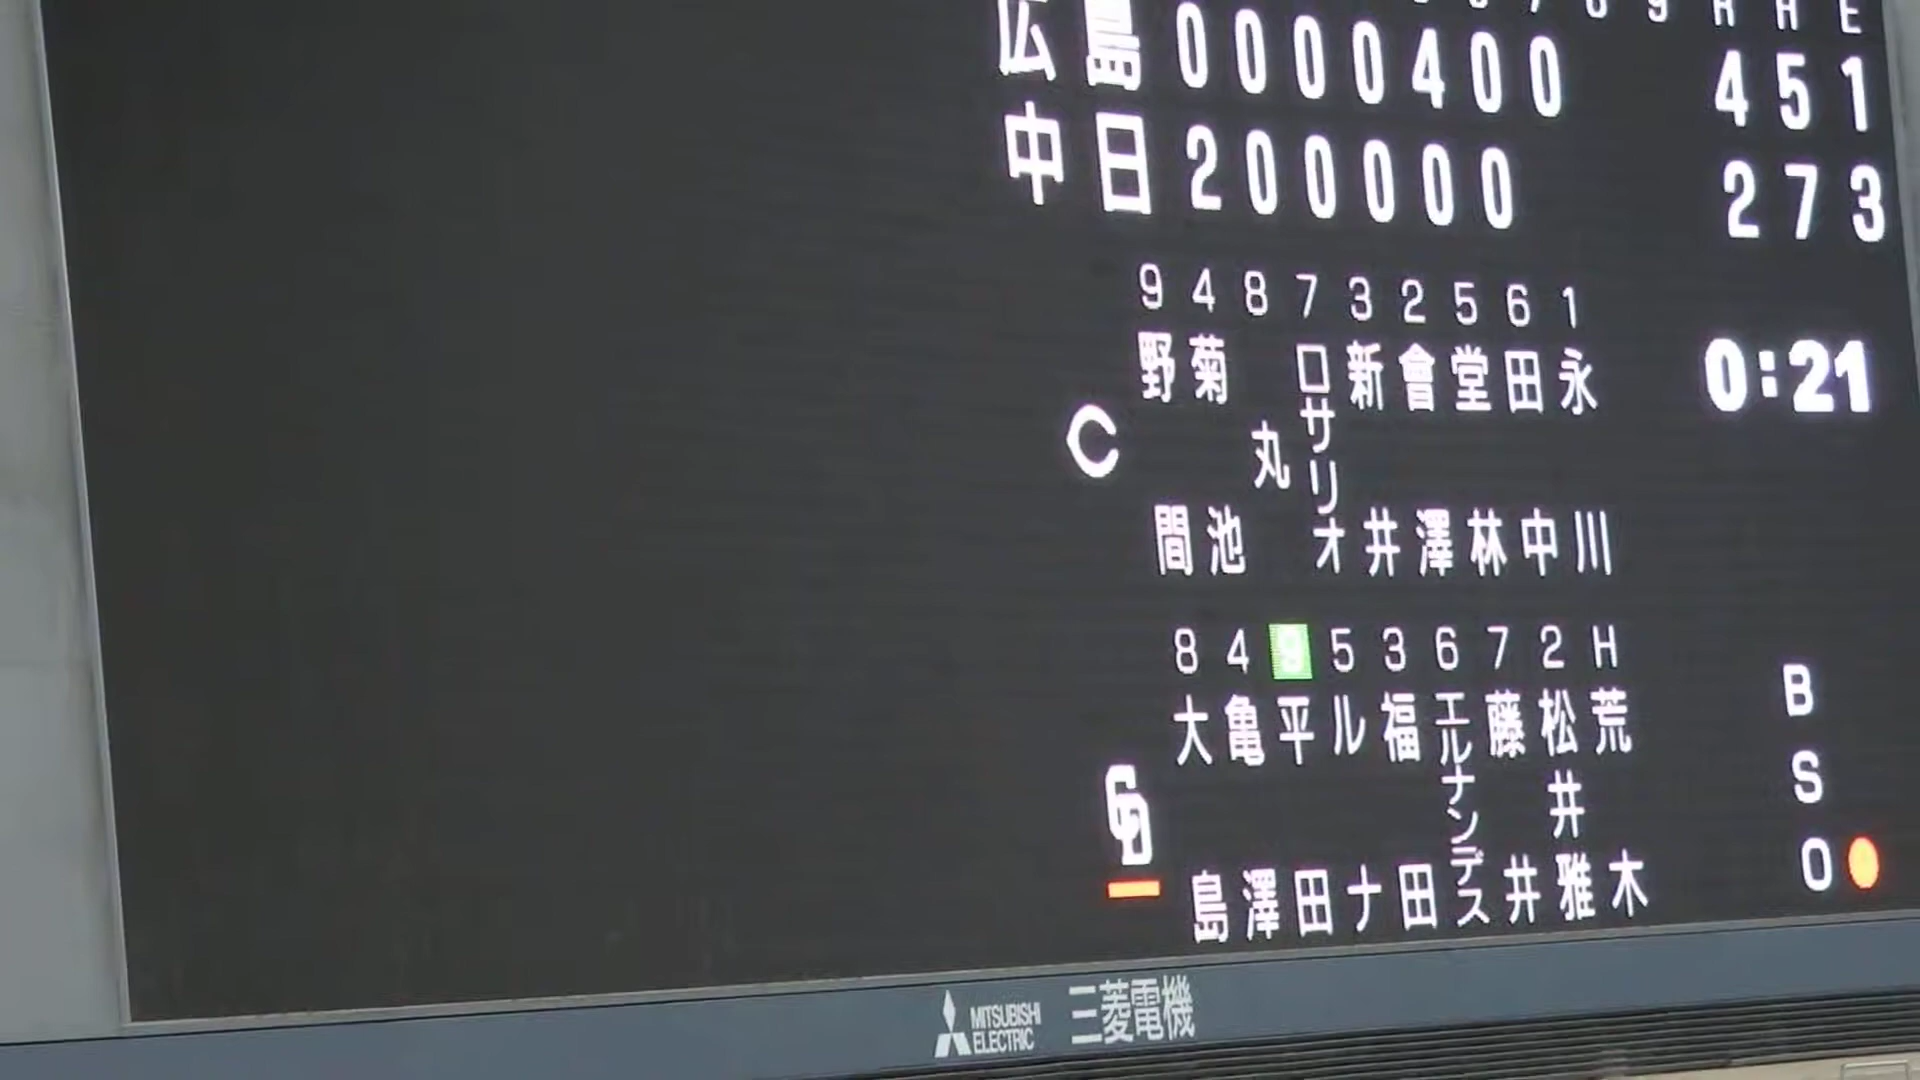 R H E
広島 0 0 0 0 4 0 0 4 5 1
中日 2 0 0 0 0 0 2 7 3
9 4 8 7 3 2 5 6 1
野間
菊池
丸
ロサリオ
新井
會澤
堂林
田中
永川
0:21
C
8 4 9 5 3 6 7 2 H
大島
亀澤
平田
ルナ
福田
エルナンデス
藤井
松井雅
荒木
CD
B
S
O
MITSUBISHI ELECTRIC 三菱電機